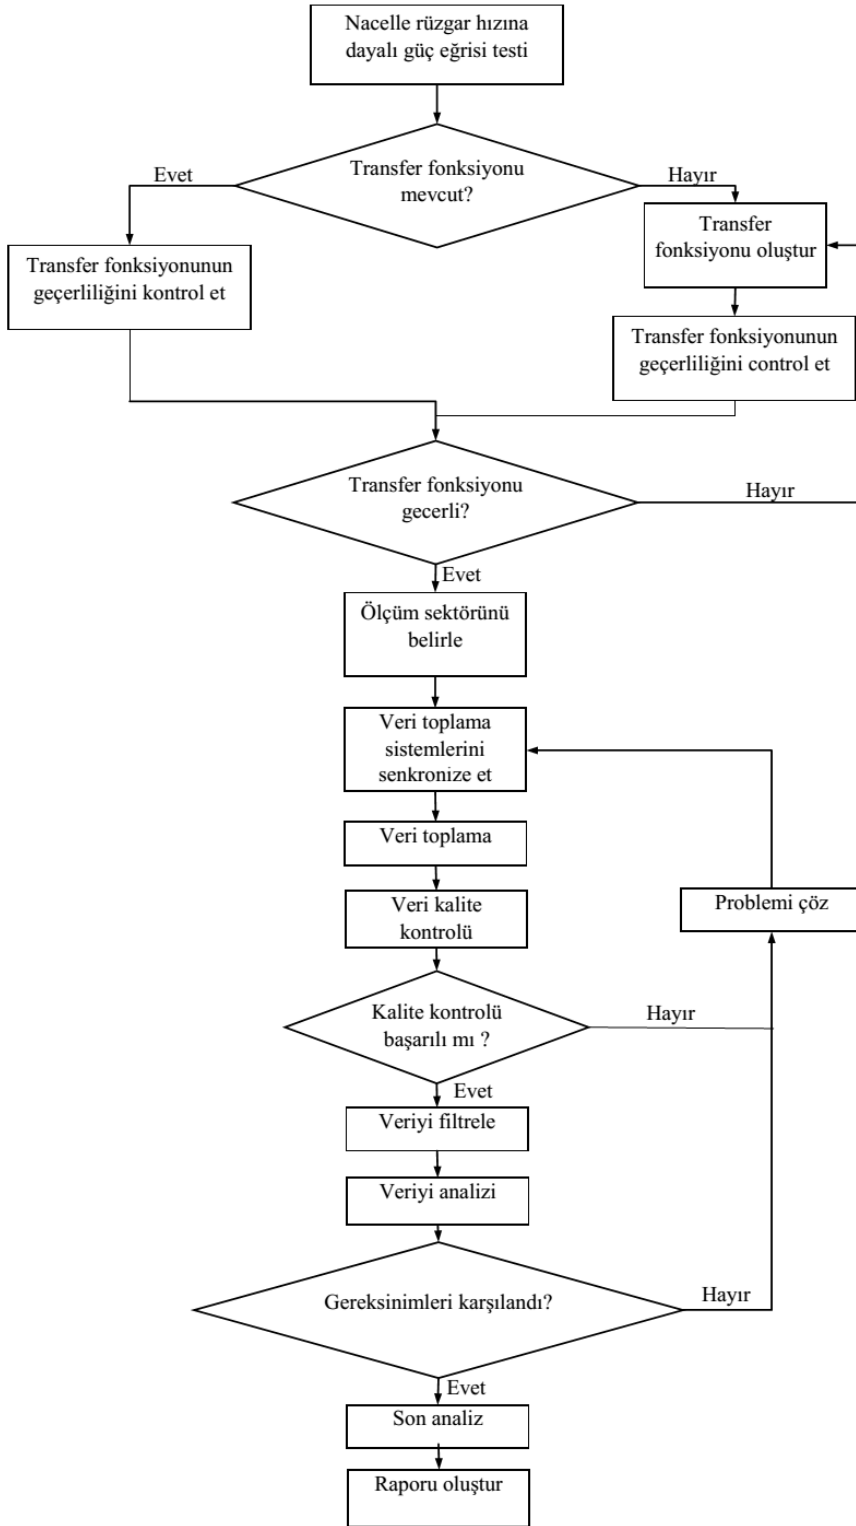 Nacelle rüzgar hızına
dayalı güç eğrisi testi
Transfer fonksiyonu
mevcut?
Evet
Hayır
Transfer fonksiyonunun
geçerliliğini kontrol et
Transfer
fonksiyonu oluştur
Transfer fonksiyonunun
geçerliliğini control et
Transfer fonksiyonu
gecerli?
Hayır
Evet
Ölçüm sektörünü
belirle
Veri toplama
sistemlerini
senkronize et
Veri toplama
Veri kalite
kontrolü
Problemi çöz
Kalite kontrolü
başarılı mı ?
Hayır
Evet
Veriyi filtrele
Veriyi analizi
Gereksinimleri karşılandı?
Hayır
Evet
Son analiz
Raporu oluştur